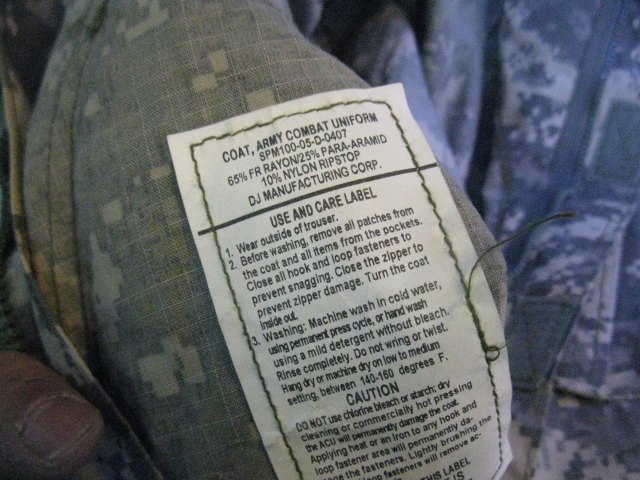 COAT, ARMY COMBAT UNIFORM
SPM100-05-D-0407
65% FR RAYON/25% PARA-ARAMID
10% NYLON RIPSTOP
DJ MANUFACTURING CORP.
USE AND CARE LABEL
1. Wear outside of trouser.
2. Before washing, remove all patches from
the coat and all items from the pockets.
Close all hook and loop fasteners to
prevent snagging. Close the zipper to
prevent zipper damage. Turn the coat
inside out.
3. Washing: Machine wash in cold water,
using permanent press cycle, or hand wash
using a mild detergent without bleach.
Rinse completely. Do not wring or twist.
Hang dry or machine dry on low to medium
setting, between 140-160 degrees F.
CAUTION
DO NOT use chlorine bleach or starch: dry
cleaning or commercially hot pressing
the ACU will permanently damage the coat.
Applying heat or an iron to any hook and
loop fastener area will permanently da-
mage the fasteners. Lightly brushing the
loop fasteners will remove ac-
THIS LABEL